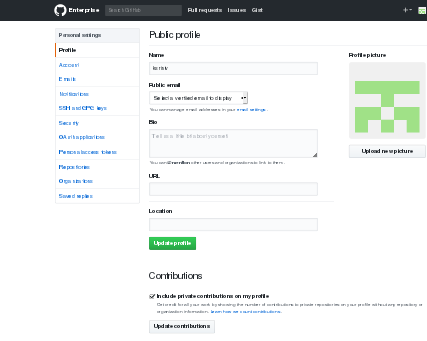 Enterprise
Search GitHub
Pull requests
Issues
Gist
Personal settings
Profile
Account
Emails
Notifications
SSH and GPG keys
Security
OAuth applications
Personal access tokens
Repositories
Organizations
Saved replies
Public profile
Name
Public email
Select a verified email to display
You can manage email addresses in your email settings.
Bio
Tell us a little bit about yourself
You can @mention other users and organizations to link to them.
URL
Location
Update profile
Profile picture
Upload new picture
Contributions
Include private contributions on my profile
Get credit for all your work by showing the number of contributions to private repositories on your profile without any repository or
organization information. Learn how we count contributions.
Update contributions